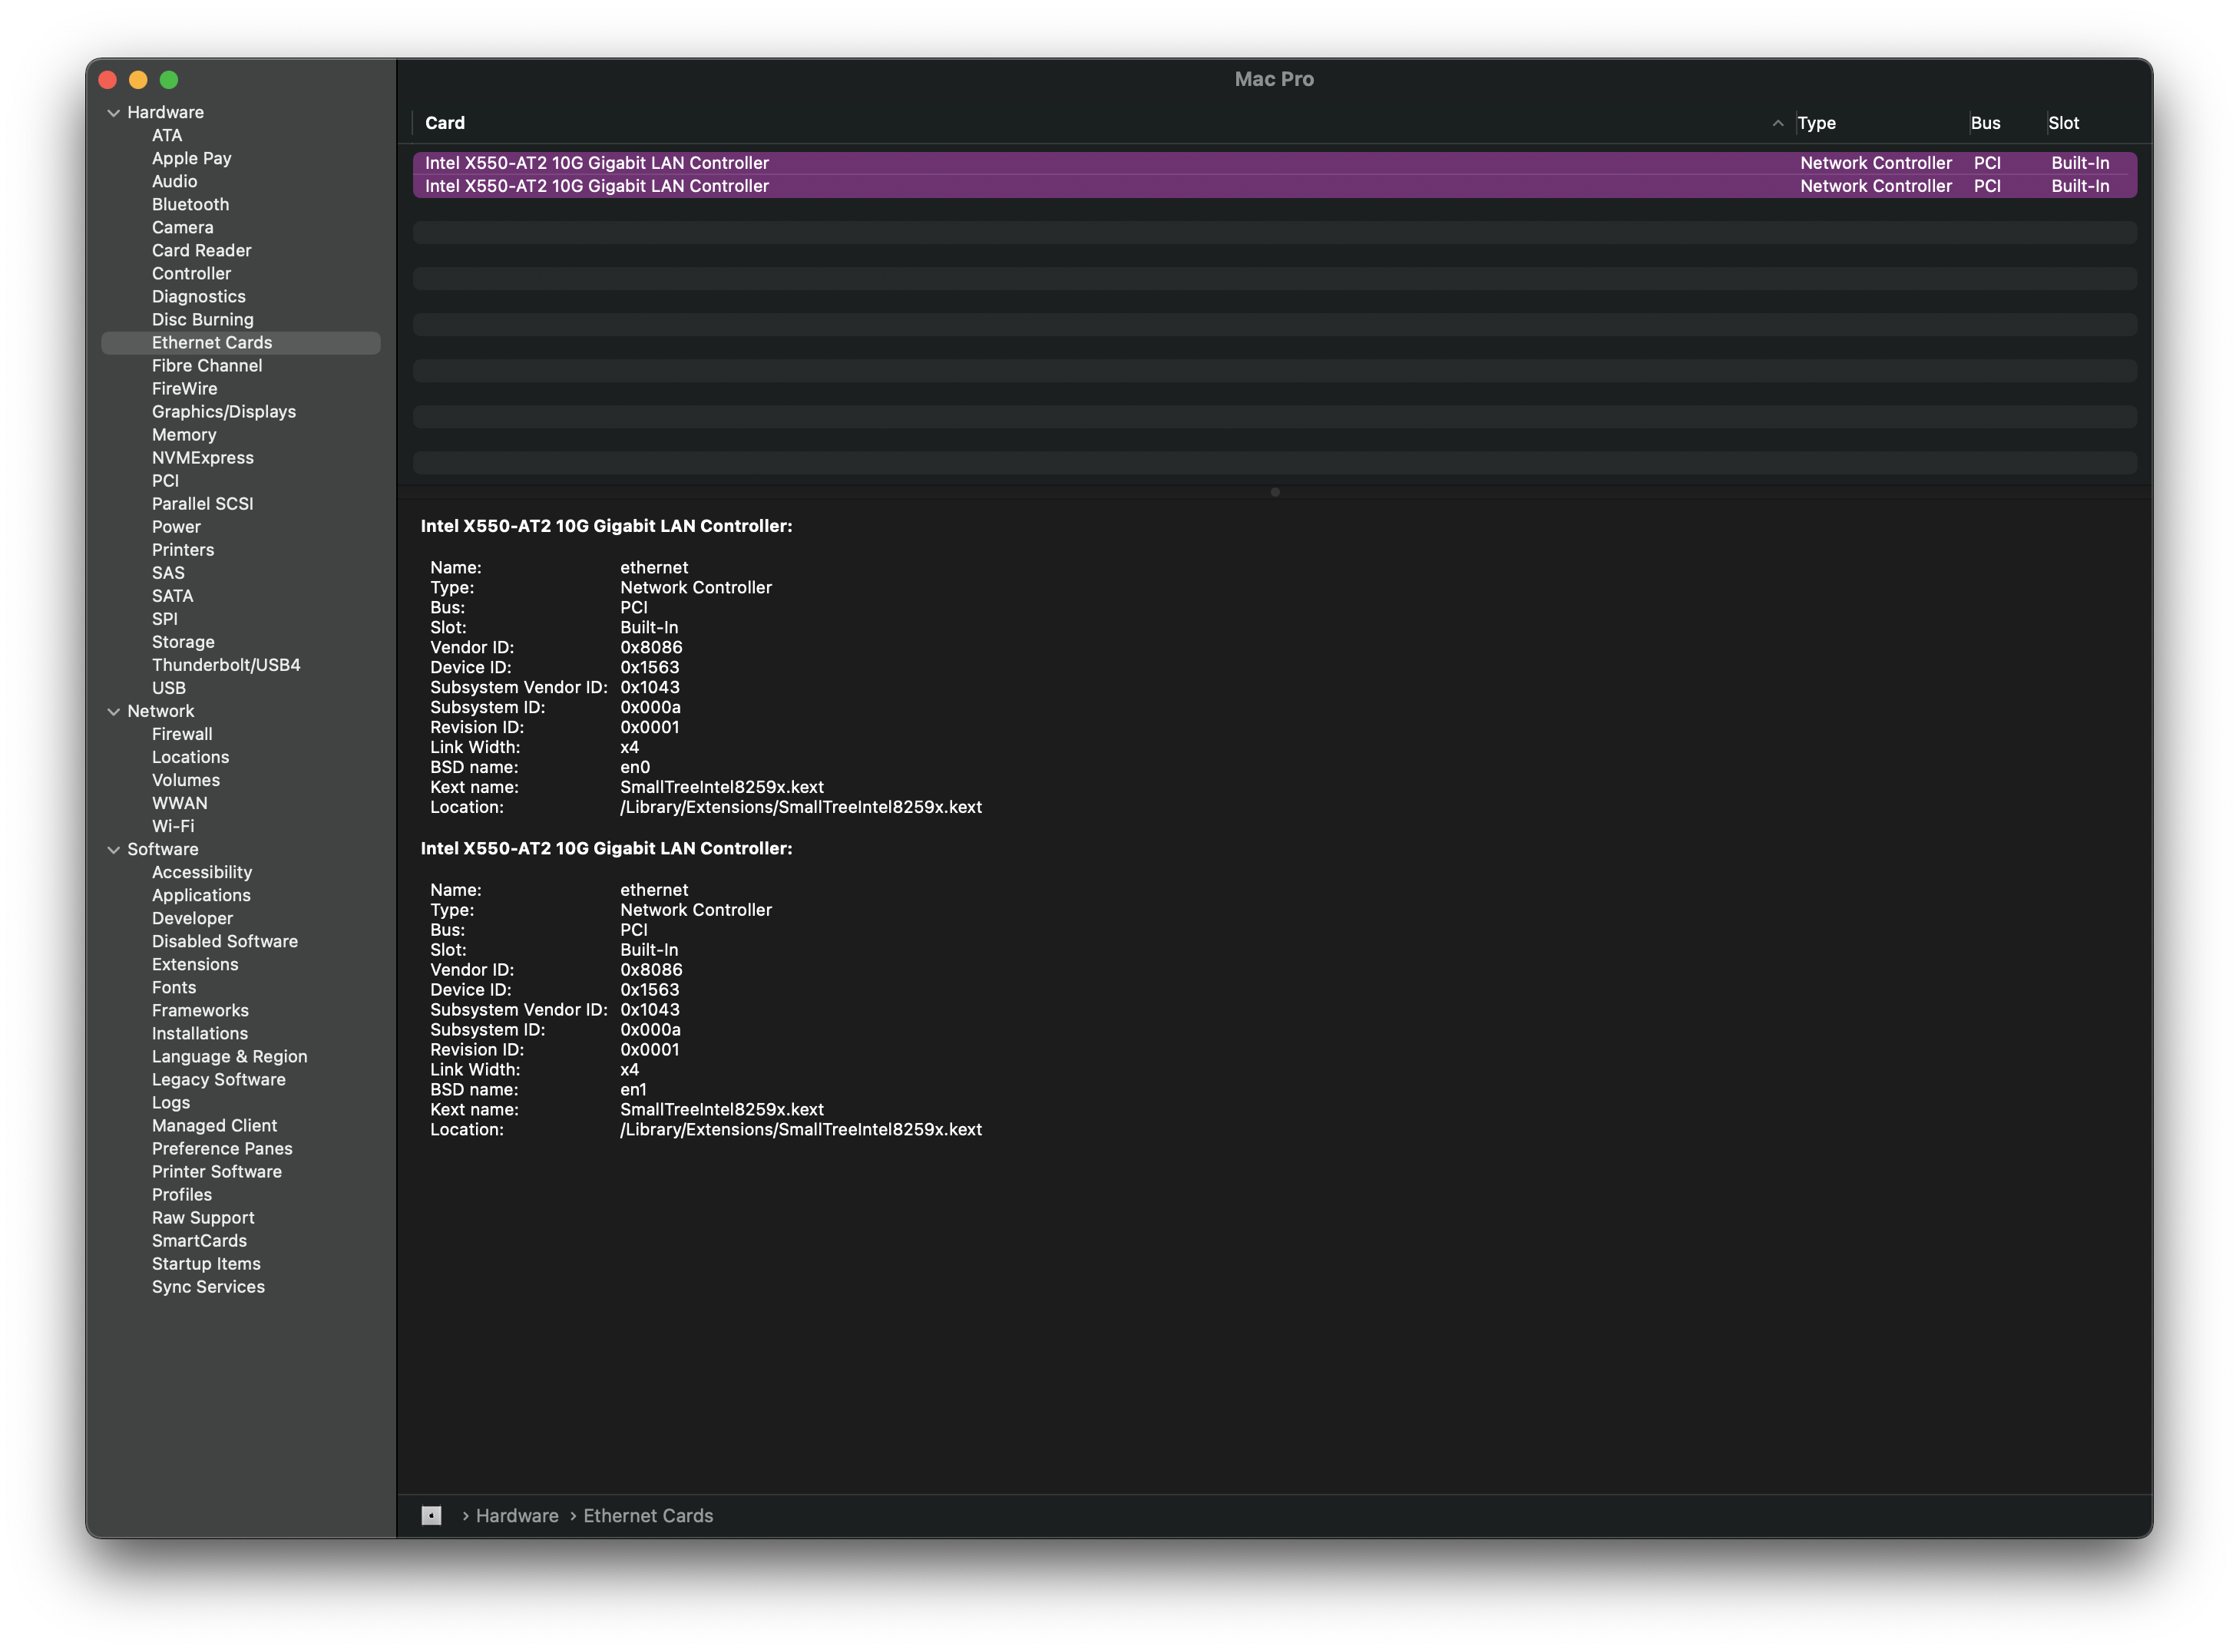 Mac Pro
Hardware
ATA
Apple Pay
Audio
Bluetooth
Camera
Card Reader
Controller
Diagnostics
Disc Burning
Ethernet Cards
Fibre Channel
FireWire
Graphics/Displays
Memory
NVMExpress
PCI
Parallel SCSI
Power
Printers
SAS
SATA
SPI
Storage
Thunderbolt/USB4
USB
Network
Firewall
Locations
Volumes
WWAN
Wi-Fi
Software
Accessibility
Applications
Developer
Disabled Software
Extensions
Fonts
Frameworks
Installations
Language & Region
Legacy Software
Logs
Managed Client
Preference Panes
Printer Software
Profiles
Raw Support
SmartCards
Startup Items
Sync Services
Card Type Bus Slot
Intel X550-AT2 10G Gigabit LAN Controller Network Controller PCI Built-In
Intel X550-AT2 10G Gigabit LAN Controller Network Controller PCI Built-In
Intel X550-AT2 10G Gigabit LAN Controller:
Name: ethernet
Type: Network Controller
Bus: PCI
Slot: Built-In
Vendor ID: 0x8086
Device ID: 0x1563
Subsystem Vendor ID: 0x1043
Subsystem ID: 0x000a
Revision ID: 0x0001
Link Width: x4
BSD name: en0
Kext name: SmallTreeIntel8259x.kext
Location: /Library/Extensions/SmallTreeIntel8259x.kext
Intel X550-AT2 10G Gigabit LAN Controller:
Name: ethernet
Type: Network Controller
Bus: PCI
Slot: Built-In
Vendor ID: 0x8086
Device ID: 0x1563
Subsystem Vendor ID: 0x1043
Subsystem ID: 0x000a
Revision ID: 0x0001
Link Width: x4
BSD name: en1
Kext name: SmallTreeIntel8259x.kext
Location: /Library/Extensions/SmallTreeIntel8259x.kext
› Hardware › Ethernet Cards